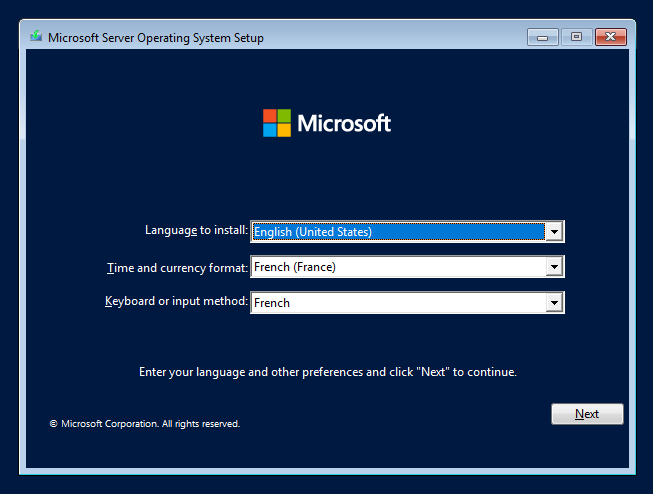 Microsoft Server Operating System Setup
Microsoft
Language to install: English (United States)
Time and currency format: French (France)
Keyboard or input method: French
Enter your language and other preferences and click "Next" to continue.
Next
© Microsoft Corporation. All rights reserved.